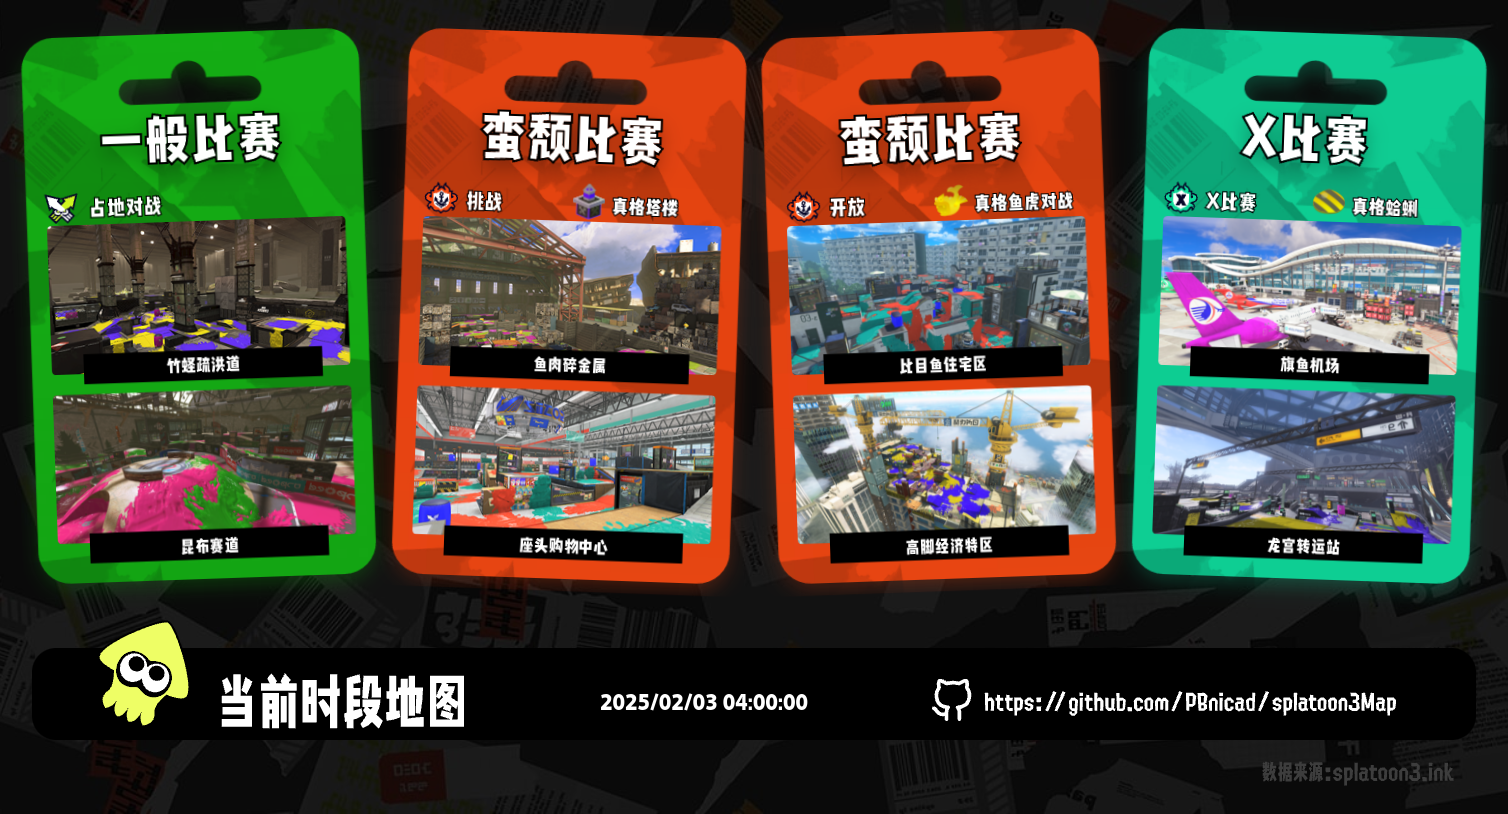 一般比赛
占地对战
竹蛏疏洪道
昆布赛道
蛮颓比赛
挑战
真格塔楼
鱼肉碎金属
座头购物中心
蛮颓比赛
开放
真格鱼虎对战
比目鱼住宅区
高脚经济特区
X比赛
X比赛
真格蛤蜊
旗鱼机场
龙宫转运站
当前时段地图
2025/02/03 04:00:00
https://github.com/PBnicad/splatoon3Map
数据来源:splatoon3.ink